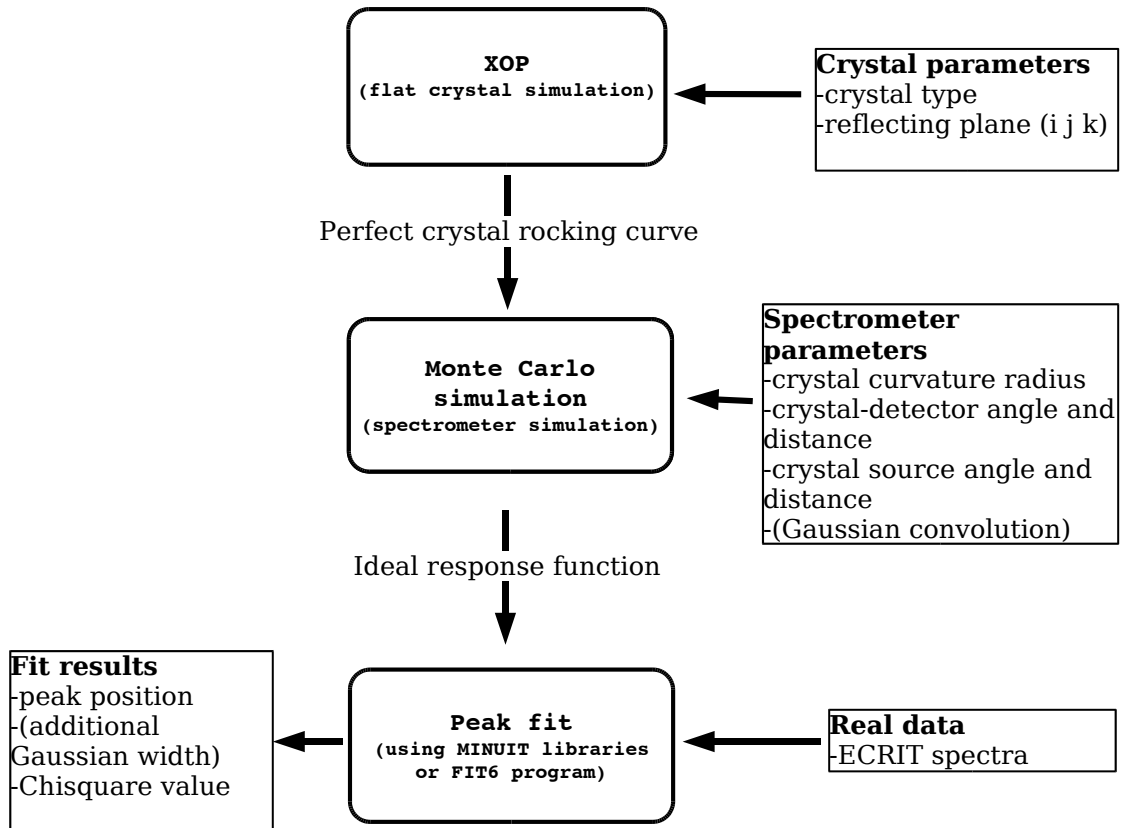 XOP
(flat crystal simulation)
Crystal parameters
-crystal type
-reflecting plane (i j k)
Perfect crystal rocking curve
Monte Carlo
simulation
(spectrometer simulation)
Spectrometer
parameters
-crystal curvature radius
-crystal-detector angle and
distance
-crystal source angle and
distance
-(Gaussian convolution)
Ideal response function
Fit results
-peak position
-(additional
Gaussian width)
-Chisquare value
Peak fit
(using MINUIT libraries
or FIT6 program)
Real data
-ECRIT spectra